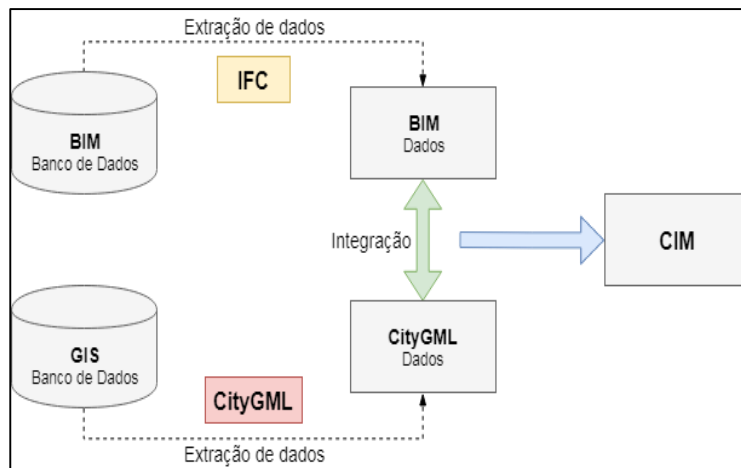 Extração de dados
IFC
BIM
Banco de Dados
BIM
Dados
Integração
CIM
GIS
Banco de Dados
CityGML
Dados
CityGML
Extração de dados